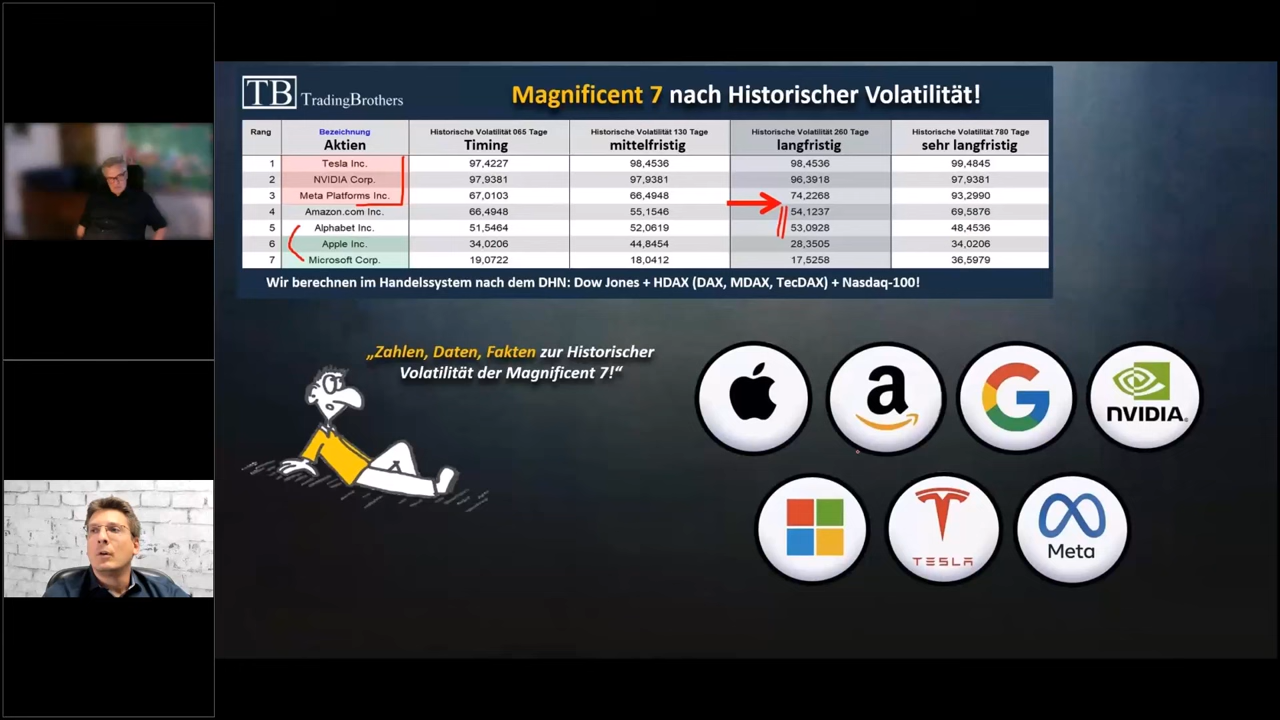 TB TradingBrothers
Magnificent 7 nach Historischer Volatilität!
Rang Bezeichnung Historische Volatilität 065 Tage Historische Volatilität 130 Tage Historische Volatilität 260 Tage Historische Volatilität 780 Tage
Aktien Timing mittelfristig langfristig sehr langfristig
1 Tesla Inc. 97,4227 98,4536 98,4536 99,4845
2 NVIDIA Corp. 97,9381 97,9381 96,3918 97,9381
3 Meta Platforms Inc. 67,0103 66,4948 74,2268 93,2990
4 Amazon.com Inc. 66,4948 55,1546 54,1237 69,5876
5 Alphabet Inc. 51,5464 52,0619 53,0928 48,4536
6 Apple Inc. 34,0206 44,8454 28,3505 34,0206
7 Microsoft Corp. 19,0722 18,0412 17,5258 36,5979
Wir berechnen im Handelssystem nach dem DHN: Dow Jones + HDAX (DAX, MDAX, TecDAX) + Nasdaq-100!
„Zahlen, Daten, Fakten zur Historischer
Volatilität der Magnificent 7!“
a
G
NVIDIA.
TESLA
Meta